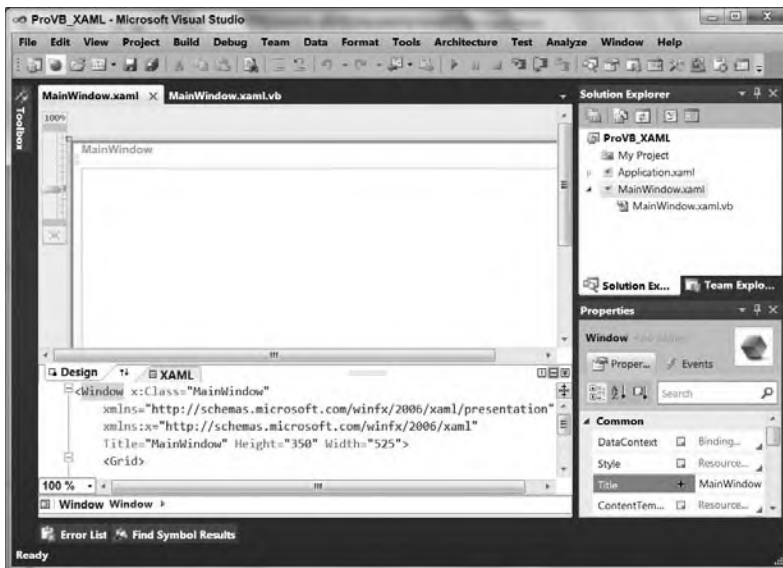 ProVB_XAML - Microsoft Visual Studio
File Edit View Project Build Debug Team Data Format Tools Architecture Test Analyze Window Help
Toolbox
MainWindow.xaml MainWindow.xaml.vb
100%
MainWindow
Design XAML
<Window x:Class="MainWindow"
xmlns="http://schemas.microsoft.com/winfx/2006/xaml/presentation"
xmlns:x="http://schemas.microsoft.com/winfx/2006/xaml"
Title="MainWindow" Height="350" Width="525">
<Grid>
100 %
Window Window
Solution Explorer
ProVB_XAML
My Project
Application.xaml
MainWindow.xaml
MainWindow.xaml.vb
Solution Ex... Team Explo...
Properties
Window
Proper... Events
Search
Common
DataContext Binding...
Style Resource...
Title MainWindow
ContentTem... Resource...
Error List Find Symbol Results
Ready